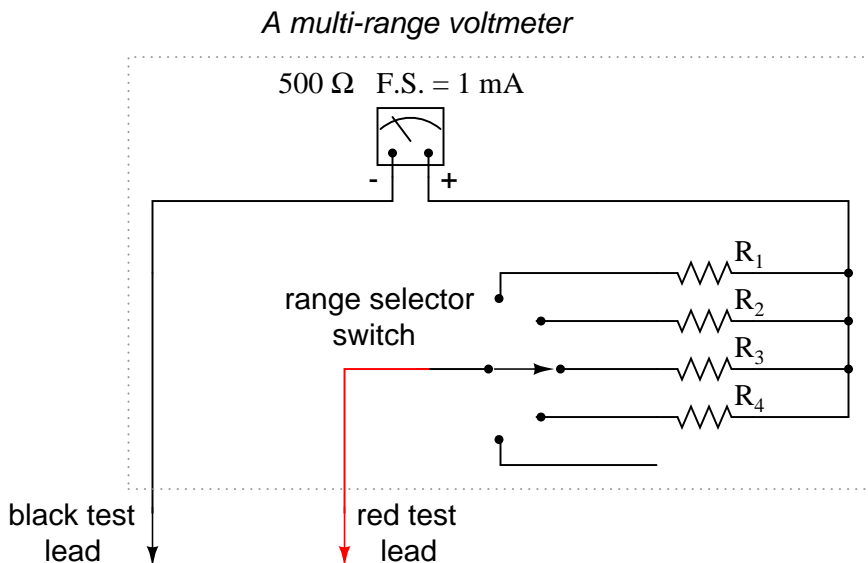 A multi-range voltmeter
500 Ω F.S. = 1 mA
- +
R1
range selector
switch
R2
R3
R4
black test
lead
red test
lead